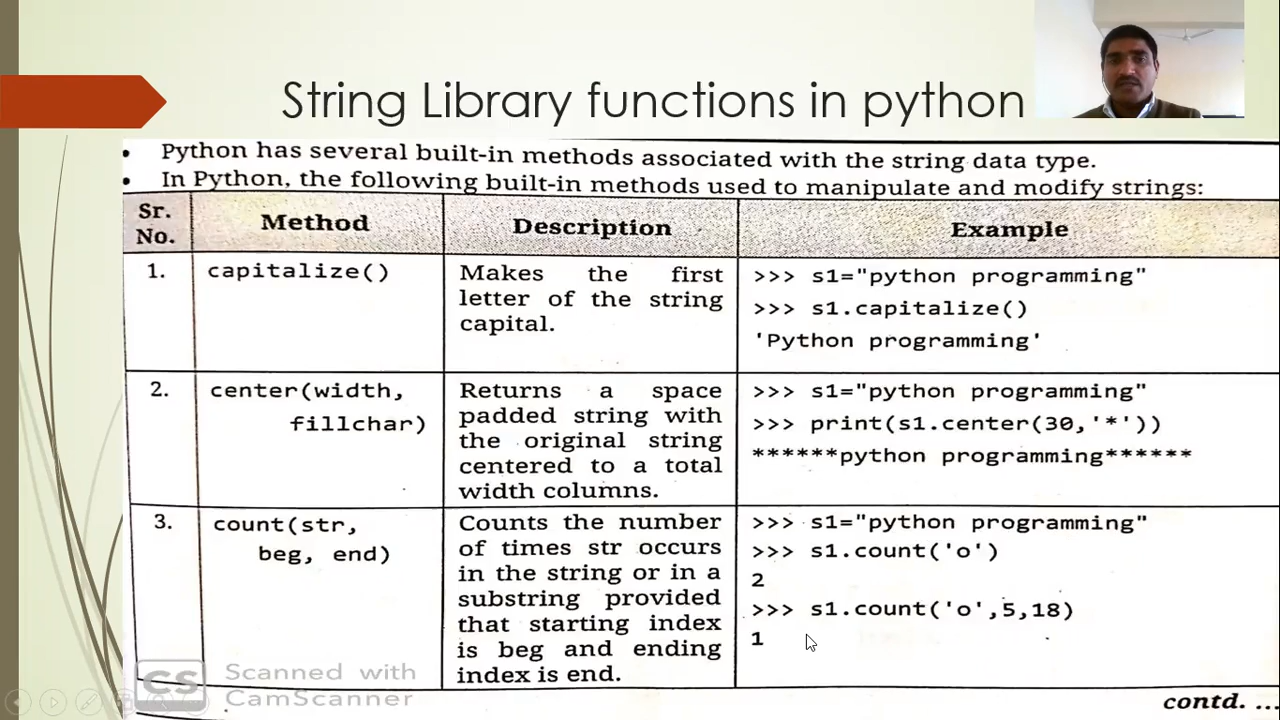 String Library functions in python
• Python has several built-in methods associated with the string data type.
• In Python, the following built-in methods used to manipulate and modify strings:
Sr. No.
Method
Description
Example
1.
capitalize()
Makes the first
letter of the string
capital.
>>> s1="python programming"
>>> s1.capitalize()
'Python programming'
2.
center(width,
fillchar)
Returns a space
padded string with
the original string
centered to a total
width columns.
>>> s1="python programming"
>>> print(s1.center(30,'*'))
******python programming******
3.
count(str,
beg, end)
Counts the number
of times str occurs
in the string or in a
substring provided
that starting index
is beg and ending
index is end.
>>> s1="python programming"
>>> s1.count('o')
2
>>> s1.count('o',5,18)
1
CS
Scanned with
CamScanner
contd. ...